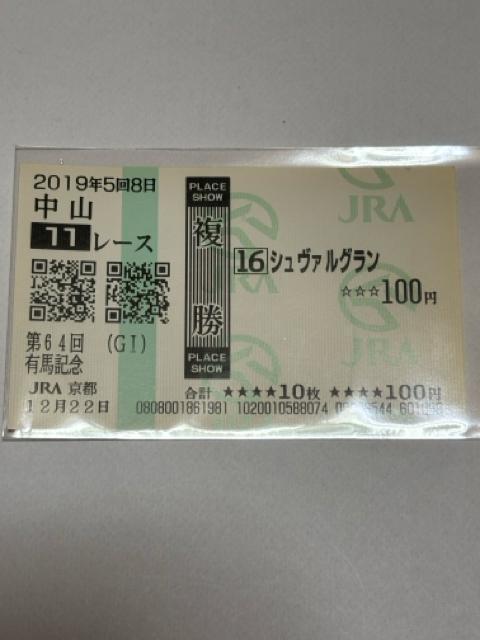 2019年5回8日
中山
11レース
第64回 (GI)
有馬記念
JRA 京都
12月22日
PLACE
SHOW
複勝
PLACE
SHOW
16 シュヴァルグラン
☆☆☆100円
JRA
JRA
合計 ★★★★10枚 ★★★★100円
0808001861981 1020010588074